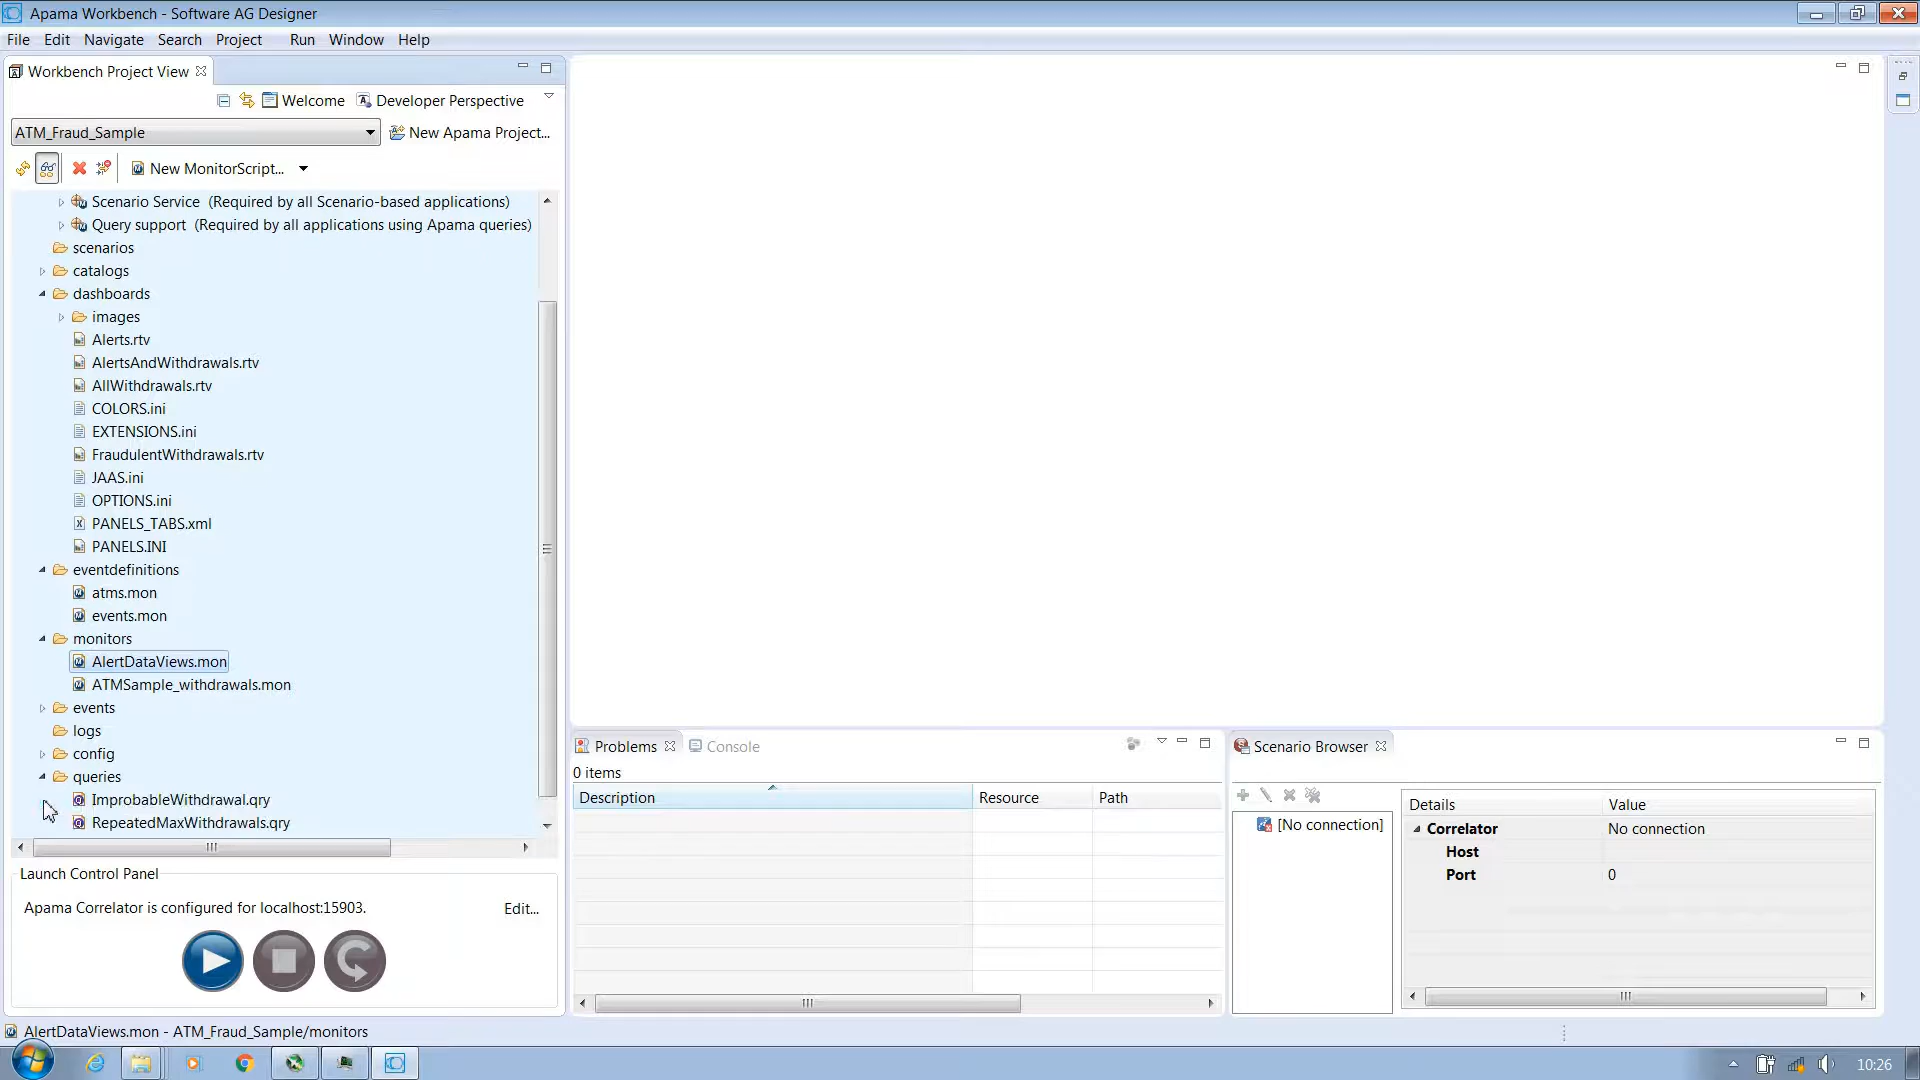 Apama Workbench - Software AG Designer
File Edit Navigate Search Project Run Window Help
Workbench Project View
Welcome Developer Perspective
ATM_Fraud_Sample New Apama Project...
New MonitorScript...
Scenario Service (Required by all Scenario-based applications)
Query support (Required by all applications using Apama queries)
scenarios
catalogs
dashboards
images
Alerts.rtv
AlertsAndWithdrawals.rtv
AllWithdrawals.rtv
COLORS.ini
EXTENSIONS.ini
FraudulentWithdrawals.rtv
JAAS.ini
OPTIONS.ini
PANELS_TABS.xml
PANELS.INI
eventdefinitions
atms.mon
events.mon
monitors
AlertDataViews.mon
ATMSample_withdrawals.mon
events
logs
config
queries
ImprobableWithdrawal.qry
RepeatedMaxWithdrawals.qry
Launch Control Panel
Apama Correlator is configured for localhost:15903. Edit...
Problems Console
0 items
Description Resource Path
Scenario Browser
[No connection]
Details Value
Correlator No connection
Host
Port 0
AlertDataViews.mon - ATM_Fraud_Sample/monitors
10:26